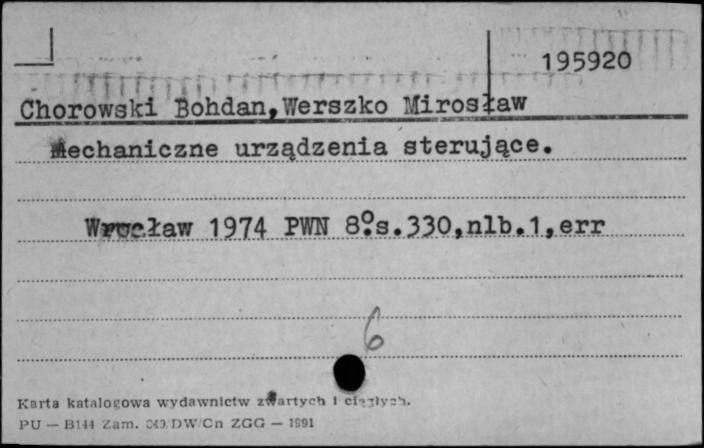 195920
Chorowski Bohdan,Werszko Mirosław
Mechaniczne urządzenia sterujące.
Wrocław 1974 PWN 8°.s.330,nlb.1,err
6
Karta katalogowa wydawnictw zwartych i ciągłych.
PU — B144 Zam. /DW/Cn ZGG — 1991